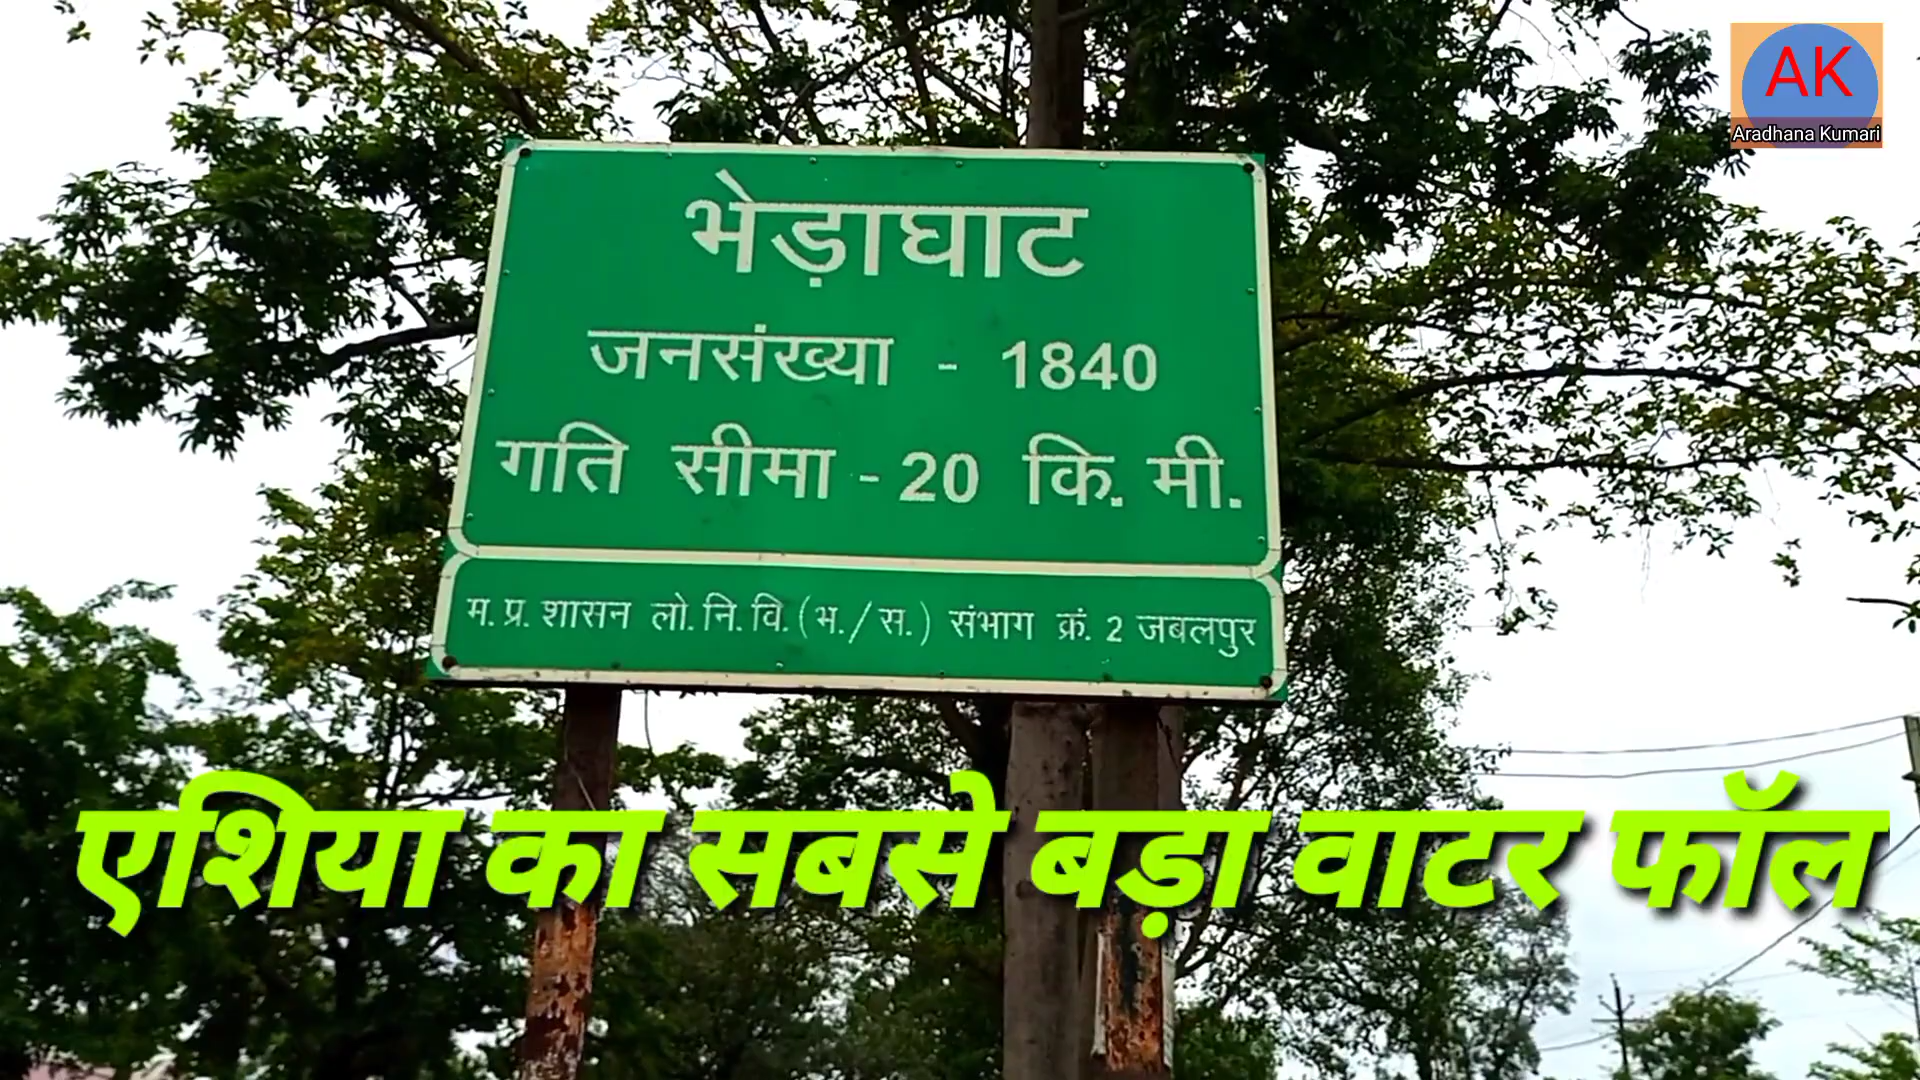 AK
Aradhana Kumari
भेड़ाघाट
जनसंख्या - 1840
गति सीमा - 20 कि. मी.
म. प्र. शासन लो. नि. वि. (भ./स.) संभाग क्रं. 2 जबलपुर
एशिया का सबसे बड़ा वाटर फॉल